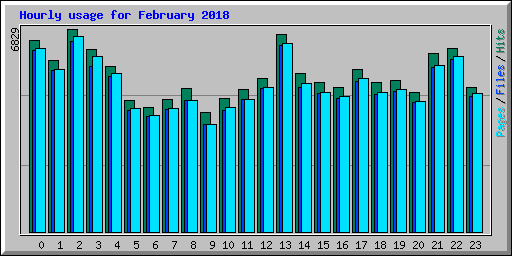 Hourly usage for February 2018
6829
Pages / Files / Hits
0 1 2 3 4 5 6 7 8 9 10 11 12 13 14 15 16 17 18 19 20 21 22 23